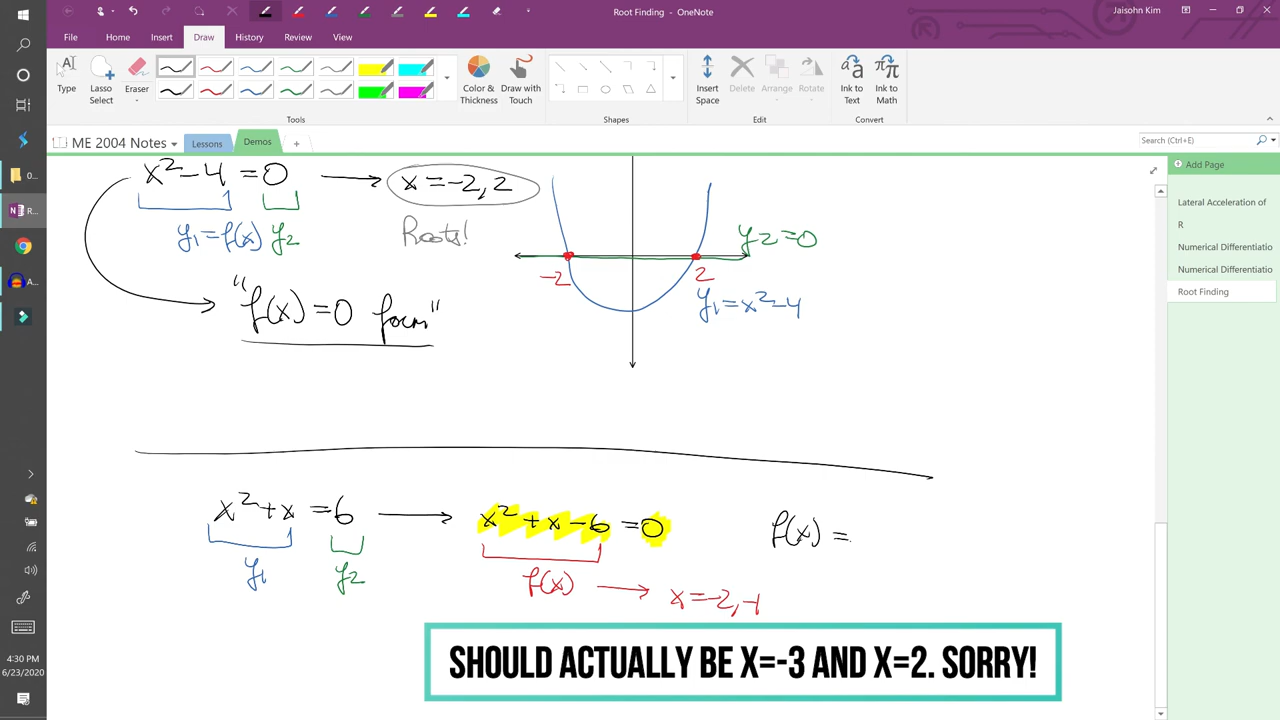 Root Finding - OneNote
Jaisohn Kim
File Home Insert Draw History Review View
Type
Lasso Select
Eraser
Color & Thickness
Draw with Touch
Insert Space
Delete
Arrange
Rotate
Ink to Text
Ink to Math
Tools
Shapes
Edit
Convert
ME 2004 Notes
Lessons
Demos
Search (Ctrl+E)
Add Page
Lateral Acceleration of
R
Numerical Differentiatio
Numerical Differentiatio
Root Finding
0...
R...
x²-4 =0 → x=-2,2
y₁=f(x) y2
Roots!
"f(x)=0 form"
y2=0
-2
2
y₁=x²-4
x²+x =6 → x²+x-6 =0
y₁
y2
f(x) → x=-2,-1
f(x) =
SHOULD ACTUALLY BE X=-3 AND X=2. SORRY!
4:30 PM
6/23/2020